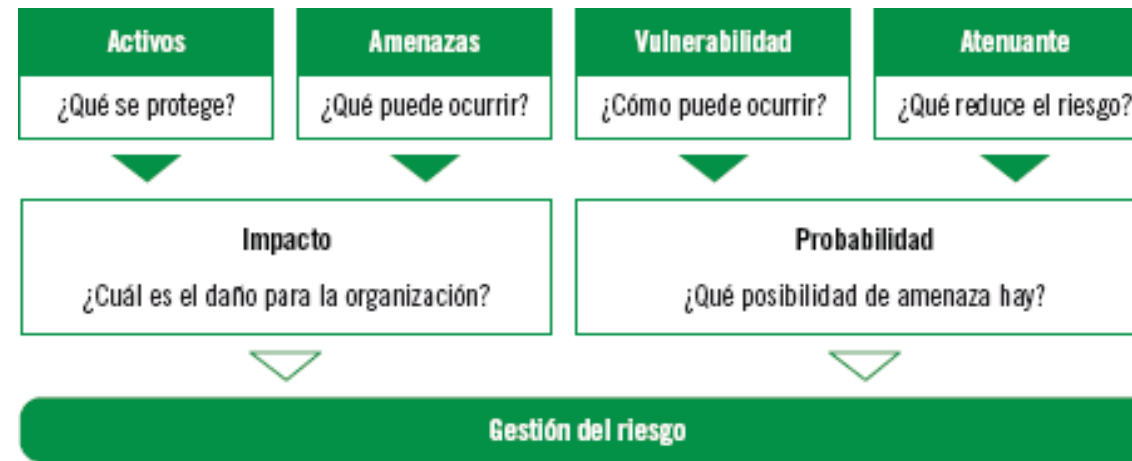 Activos
¿Qué se protege?
Amenazas
¿Qué puede ocurrir?
Vulnerabilidad
¿Cómo puede ocurrir?
Atenuante
¿Qué reduce el riesgo?
Impacto
¿Cuál es el daño para la organización?
Probabilidad
¿Qué posibilidad de amenaza hay?
Gestión del riesgo